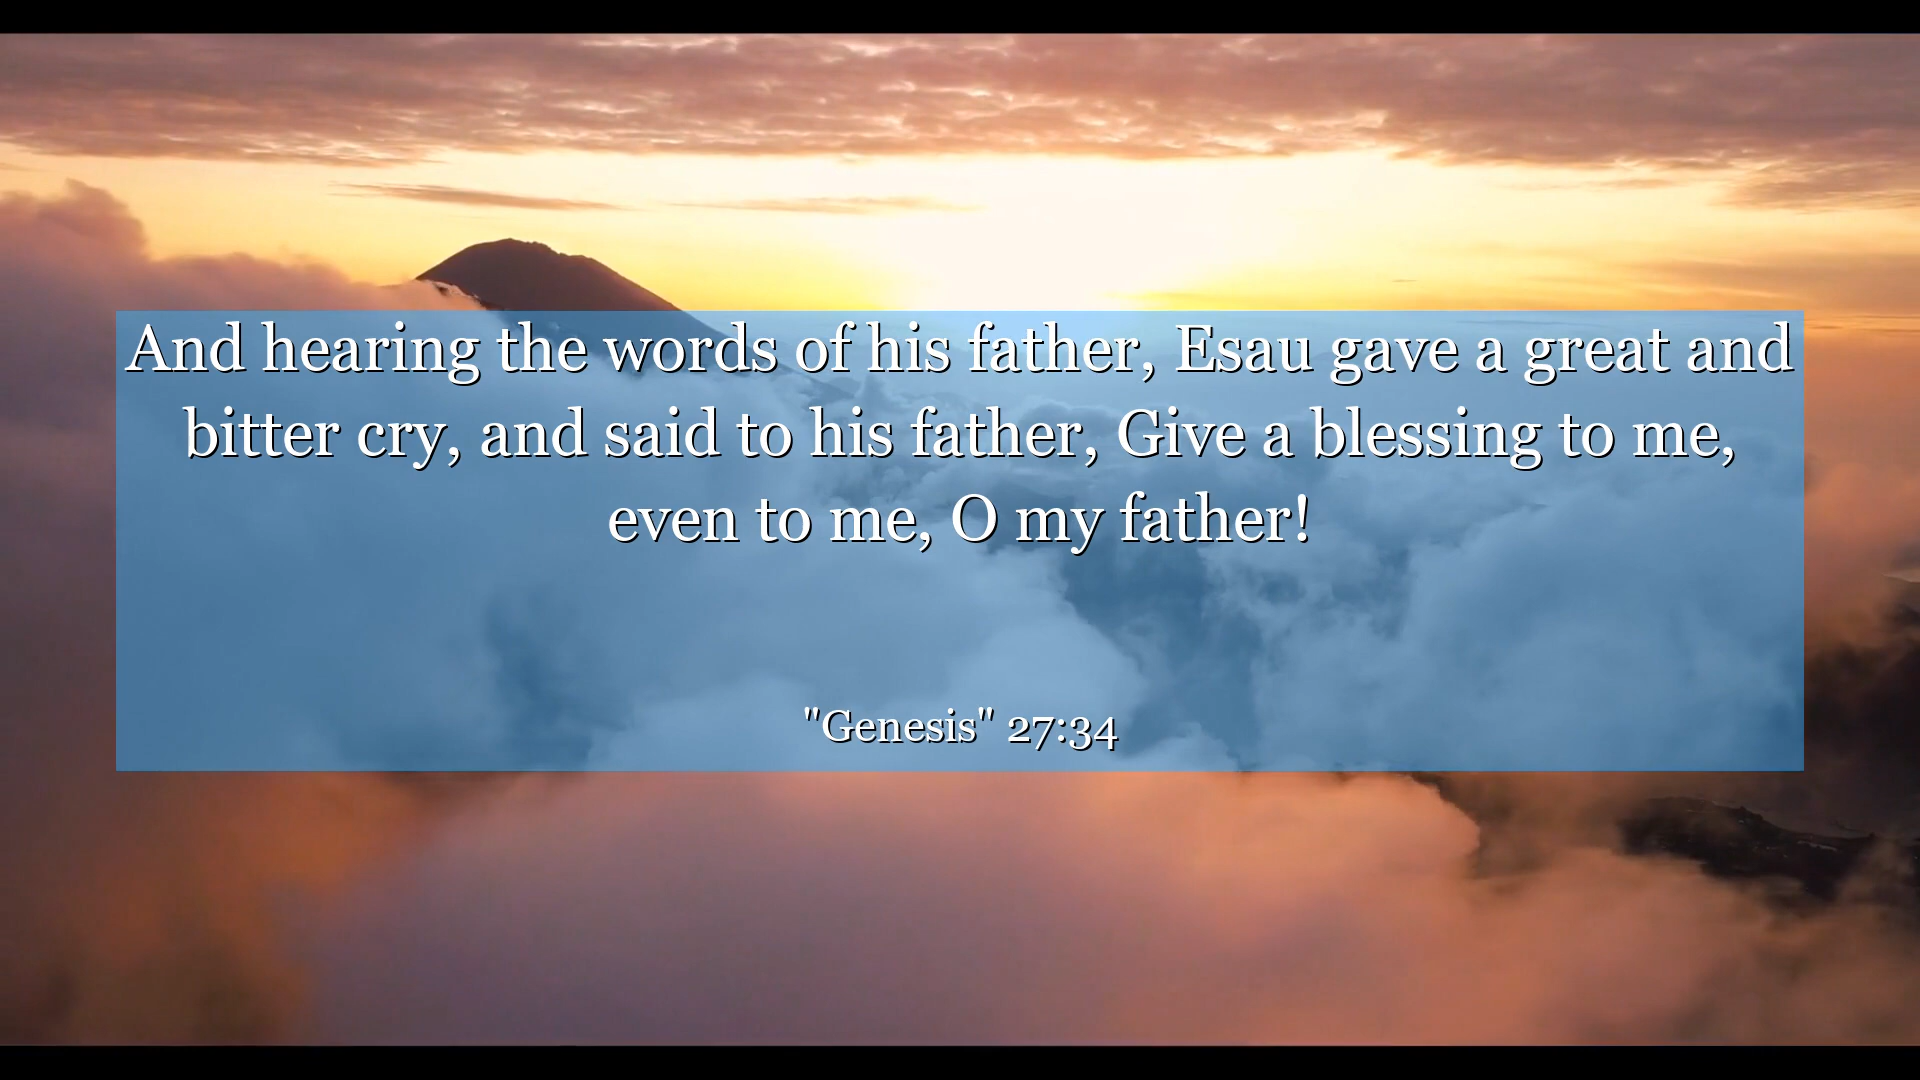 And hearing the words of his father, Esau gave a great and
bitter cry, and said to his father, Give a blessing to me,
even to me, O my father!
"Genesis" 27:34